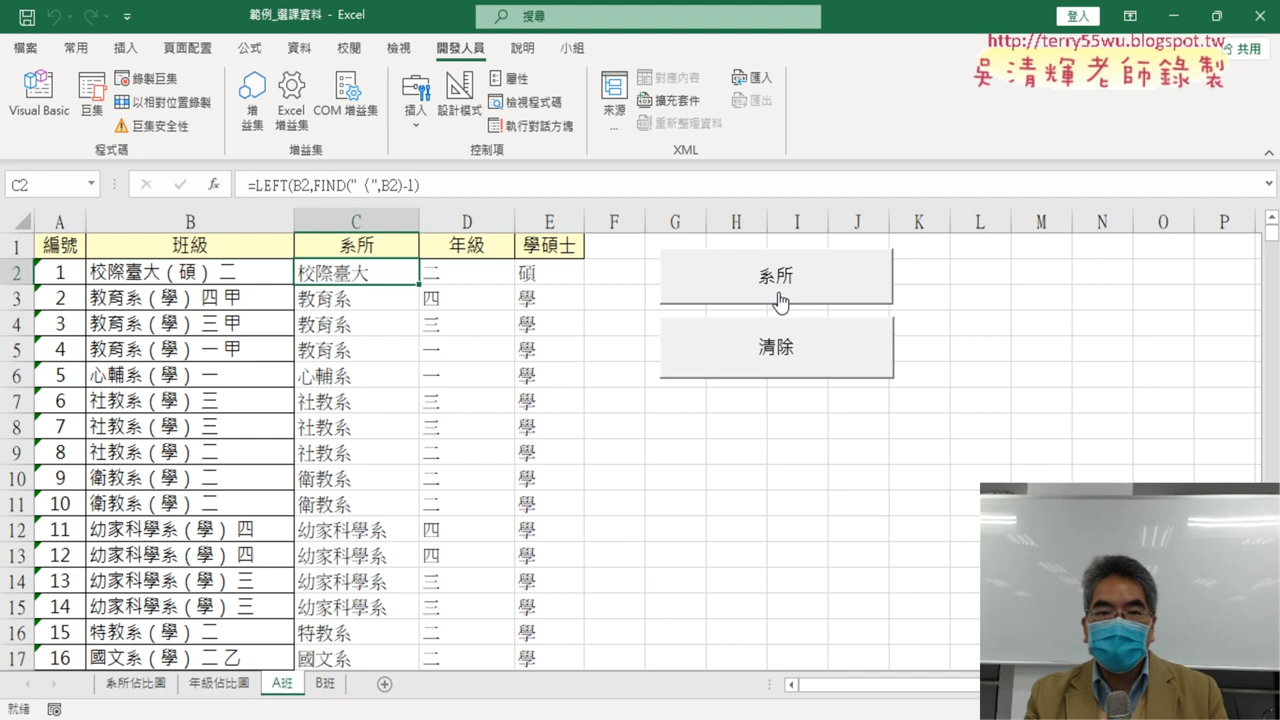 範例_選課資料 - Excel
搜尋
登入
檔案 常用 插入 頁面配置 公式 資料 校閱 檢視 開發人員 說明 小組
共用
http://terry55wu.blogspot.tw
吳清輝老師錄製
Visual Basic
巨集
錄製巨集
以相對位置錄製
巨集安全性
程式碼
增益集
Excel 增益集
COM 增益集
增益集
插入
設計模式
屬性
檢視程式碼
執行對話方塊
控制項
來源
...
對應內容
擴充套件
重新整理資料
匯入
匯出
XML
C2
=LEFT(B2,FIND("（",B2)-1)
A B C D E F G H I J K L M N O P
1 編號 班級 系所 年級 學碩士
2 1 校際臺大（碩）二 校際臺大 二 碩
3 2 教育系（學）四甲 教育系 四 學
4 3 教育系（學）三甲 教育系 三 學
5 4 教育系（學）一甲 教育系 一 學
6 5 心輔系（學）一 心輔系 一 學
7 6 社教系（學）三 社教系 三 學
8 7 社教系（學）三 社教系 三 學
9 8 社教系（學）二 社教系 二 學
10 9 衛教系（學）二 衛教系 二 學
11 10 衛教系（學）二 衛教系 二 學
12 11 幼家科學系（學）四 幼家科學系 四 學
13 12 幼家科學系（學）四 幼家科學系 四 學
14 13 幼家科學系（學）三 幼家科學系 三 學
15 14 幼家科學系（學）三 幼家科學系 三 學
16 15 特教系（學）二 特教系 二 學
17 16 國文系（學）二乙 國文系 二 學
系所
清除
系所佔比圖 年級佔比圖 A班 B班
就緒